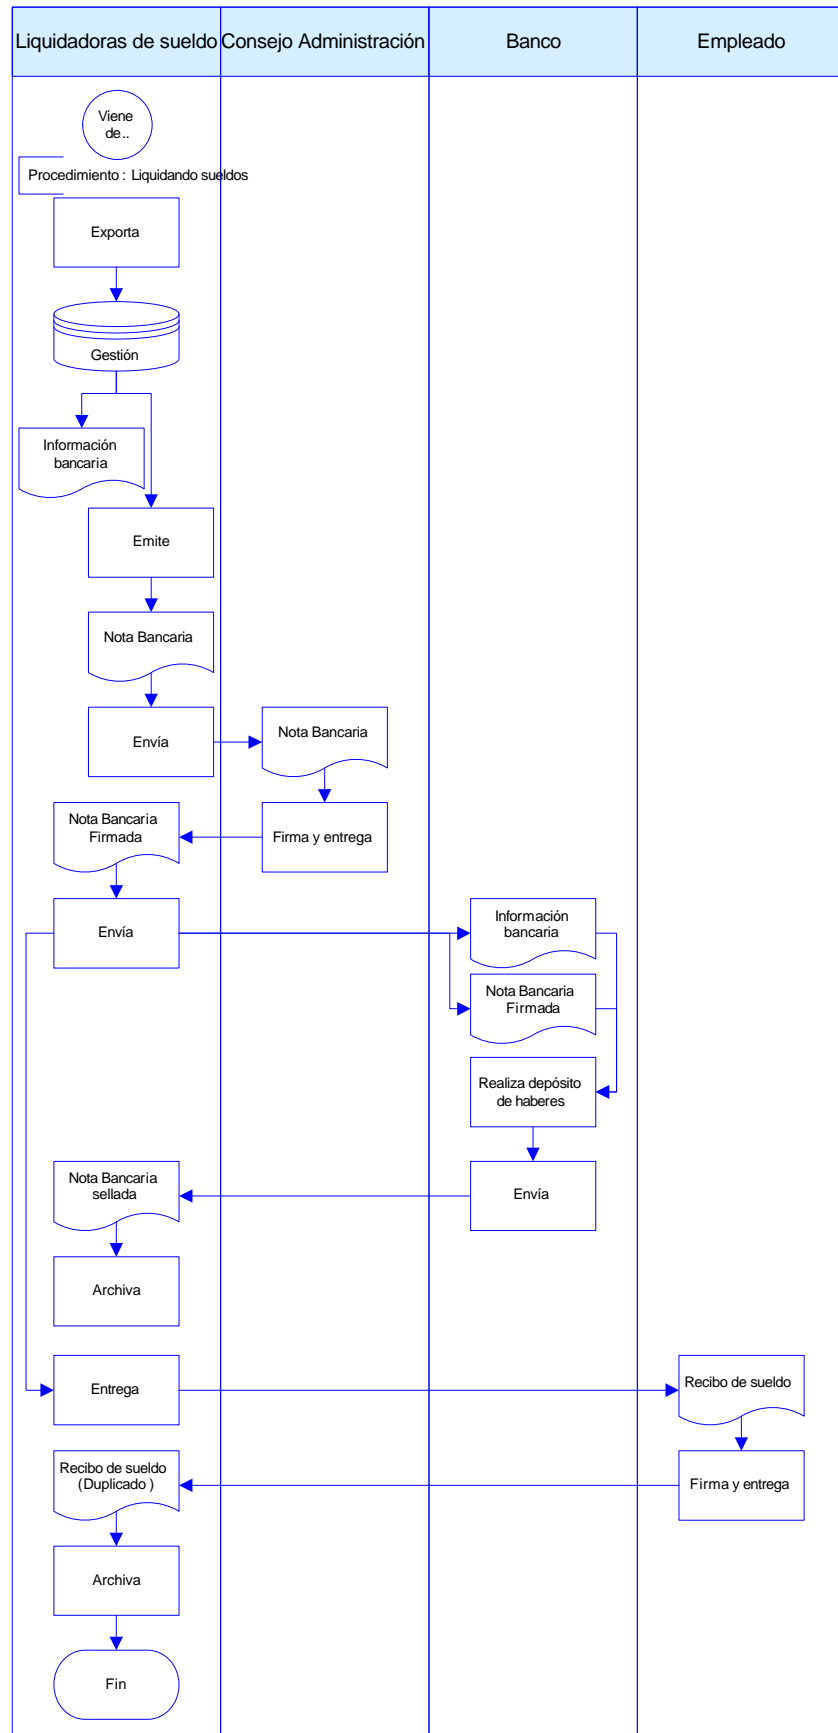 Liquidadoras de sueldo
Consejo Administración
Banco
Empleado
Viene
de..
Procedimiento : Liquidando sueldos
Exporta
Gestión
Información
bancaria
Emite
Nota Bancaria
Envía
Nota Bancaria
Nota Bancaria
Firmada
Firma y entrega
Envía
Información
bancaria
Nota Bancaria
Firmada
Realiza depósito
de haberes
Nota Bancaria
sellada
Envía
Archiva
Entrega
Recibo de sueldo
Recibo de sueldo
(Duplicado )
Firma y entrega
Archiva
Fin